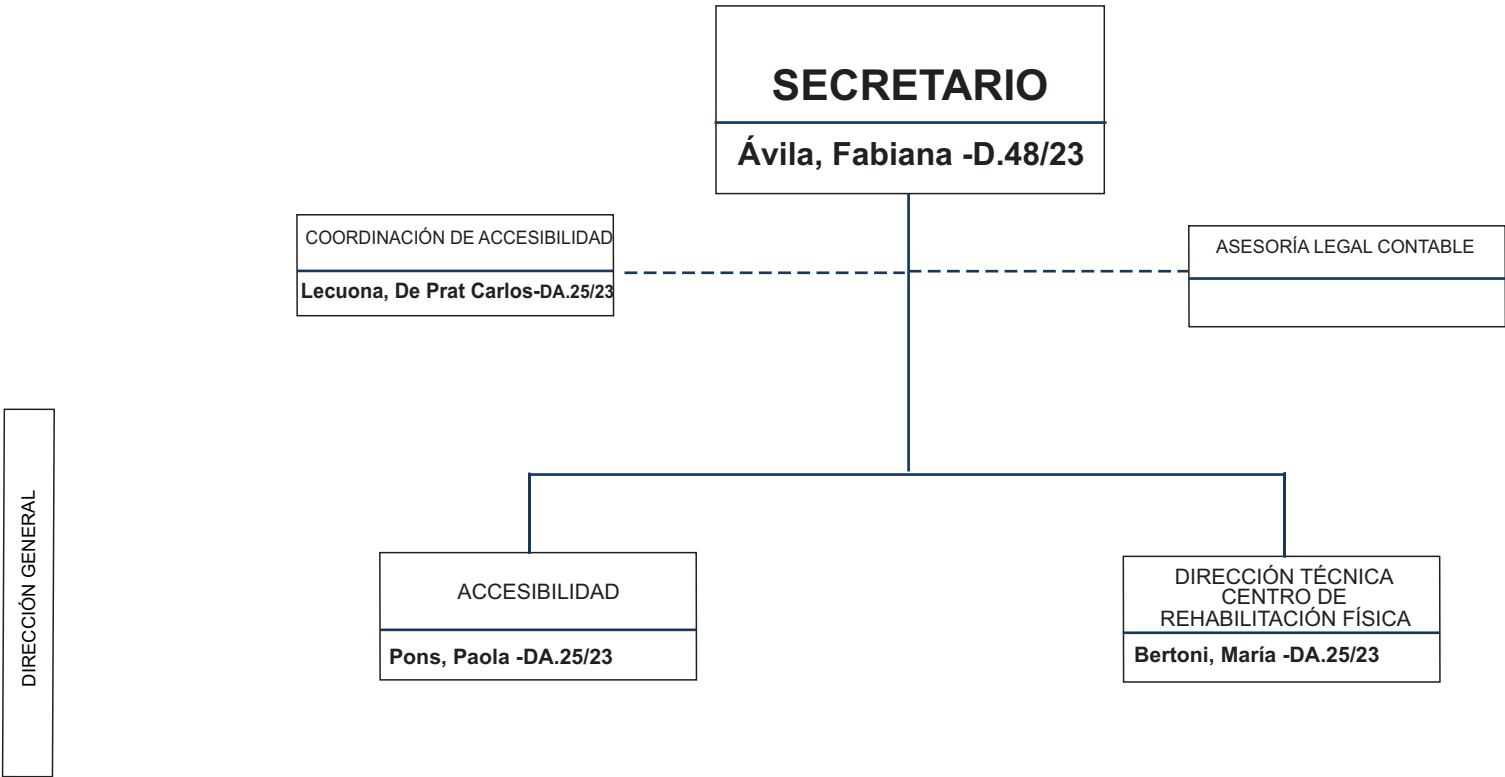 SECRETARIO
Ávila, Fabiana -D.48/23
COORDINACIÓN DE ACCESIBILIDAD
Lecuona, De Prat Carlos-DA.25/23
ASESORÍA LEGAL CONTABLE
DIRECCIÓN GENERAL
ACCESIBILIDAD
Pons, Paola -DA.25/23
DIRECCIÓN TÉCNICA
CENTRO DE
REHABILITACIÓN FÍSICA
Bertoni, María -DA.25/23